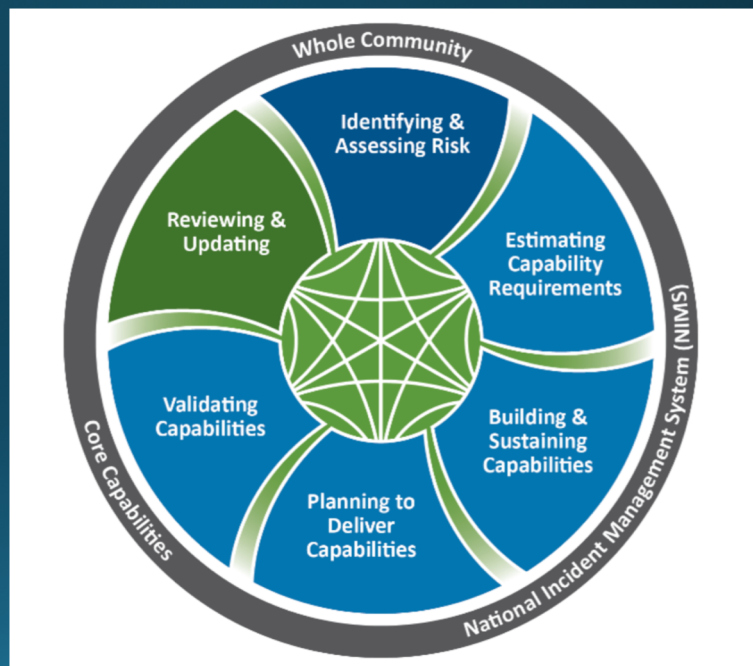 Whole Community
Identifying &
Assessing Risk
Estimating
Capability
Requirements
Building &
Sustaining
Capabilities
Planning to
Deliver
Capabilities
Validating
Capabilities
Reviewing &
Updating
National Incident Management System (NIMS)
Core Capabilities